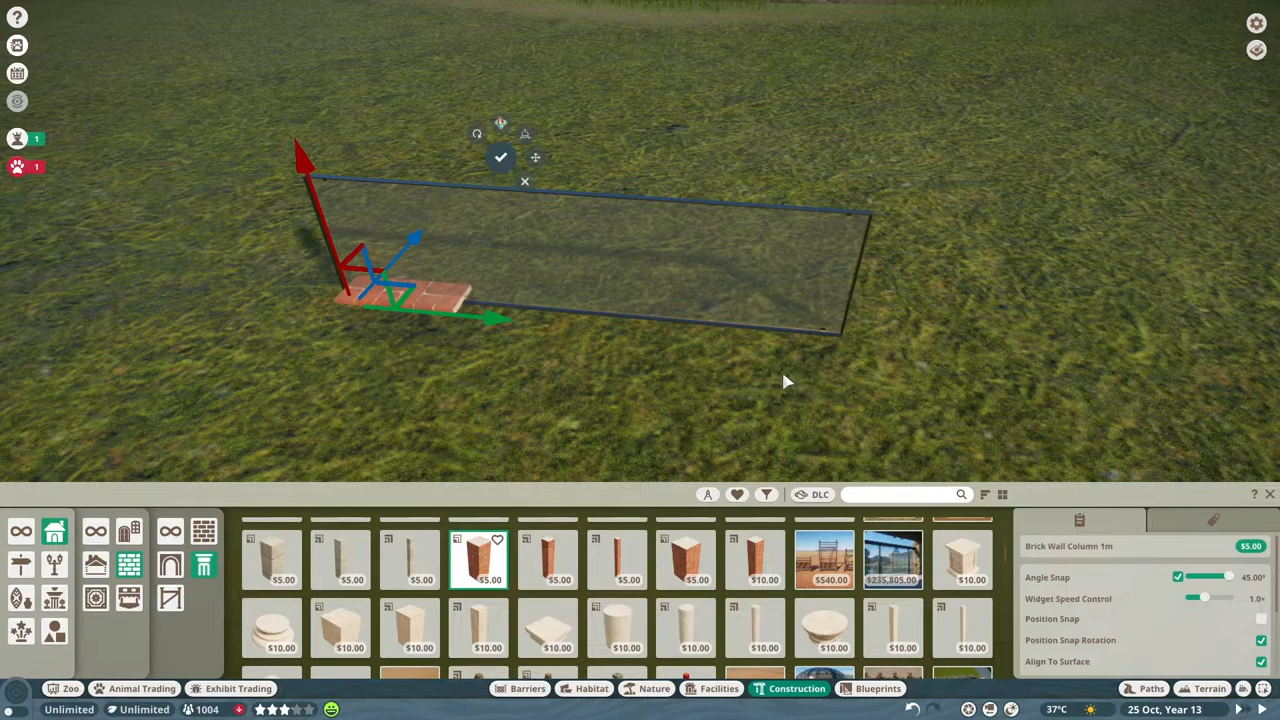 ?
1
1
DLC
?
$5.00
$5.00
$5.00
$5.00
$5.00
$5.00
$5.00
$10.00
$540.00
$235,805.00
$10.00
$10.00
$10.00
$10.00
$10.00
$10.00
$10.00
$10.00
$10.00
$10.00
$10.00
$10.00
Brick Wall Column 1m $5.00
Angle Snap 45.00°
Widget Speed Control 1.0×
Position Snap
Position Snap Rotation
Align To Surface
Zoo Animal Trading Exhibit Trading Barriers Habitat Nature Facilities Construction Blueprints Paths Terrain
Unlimited Unlimited 1004 37°C 25 Oct, Year 13